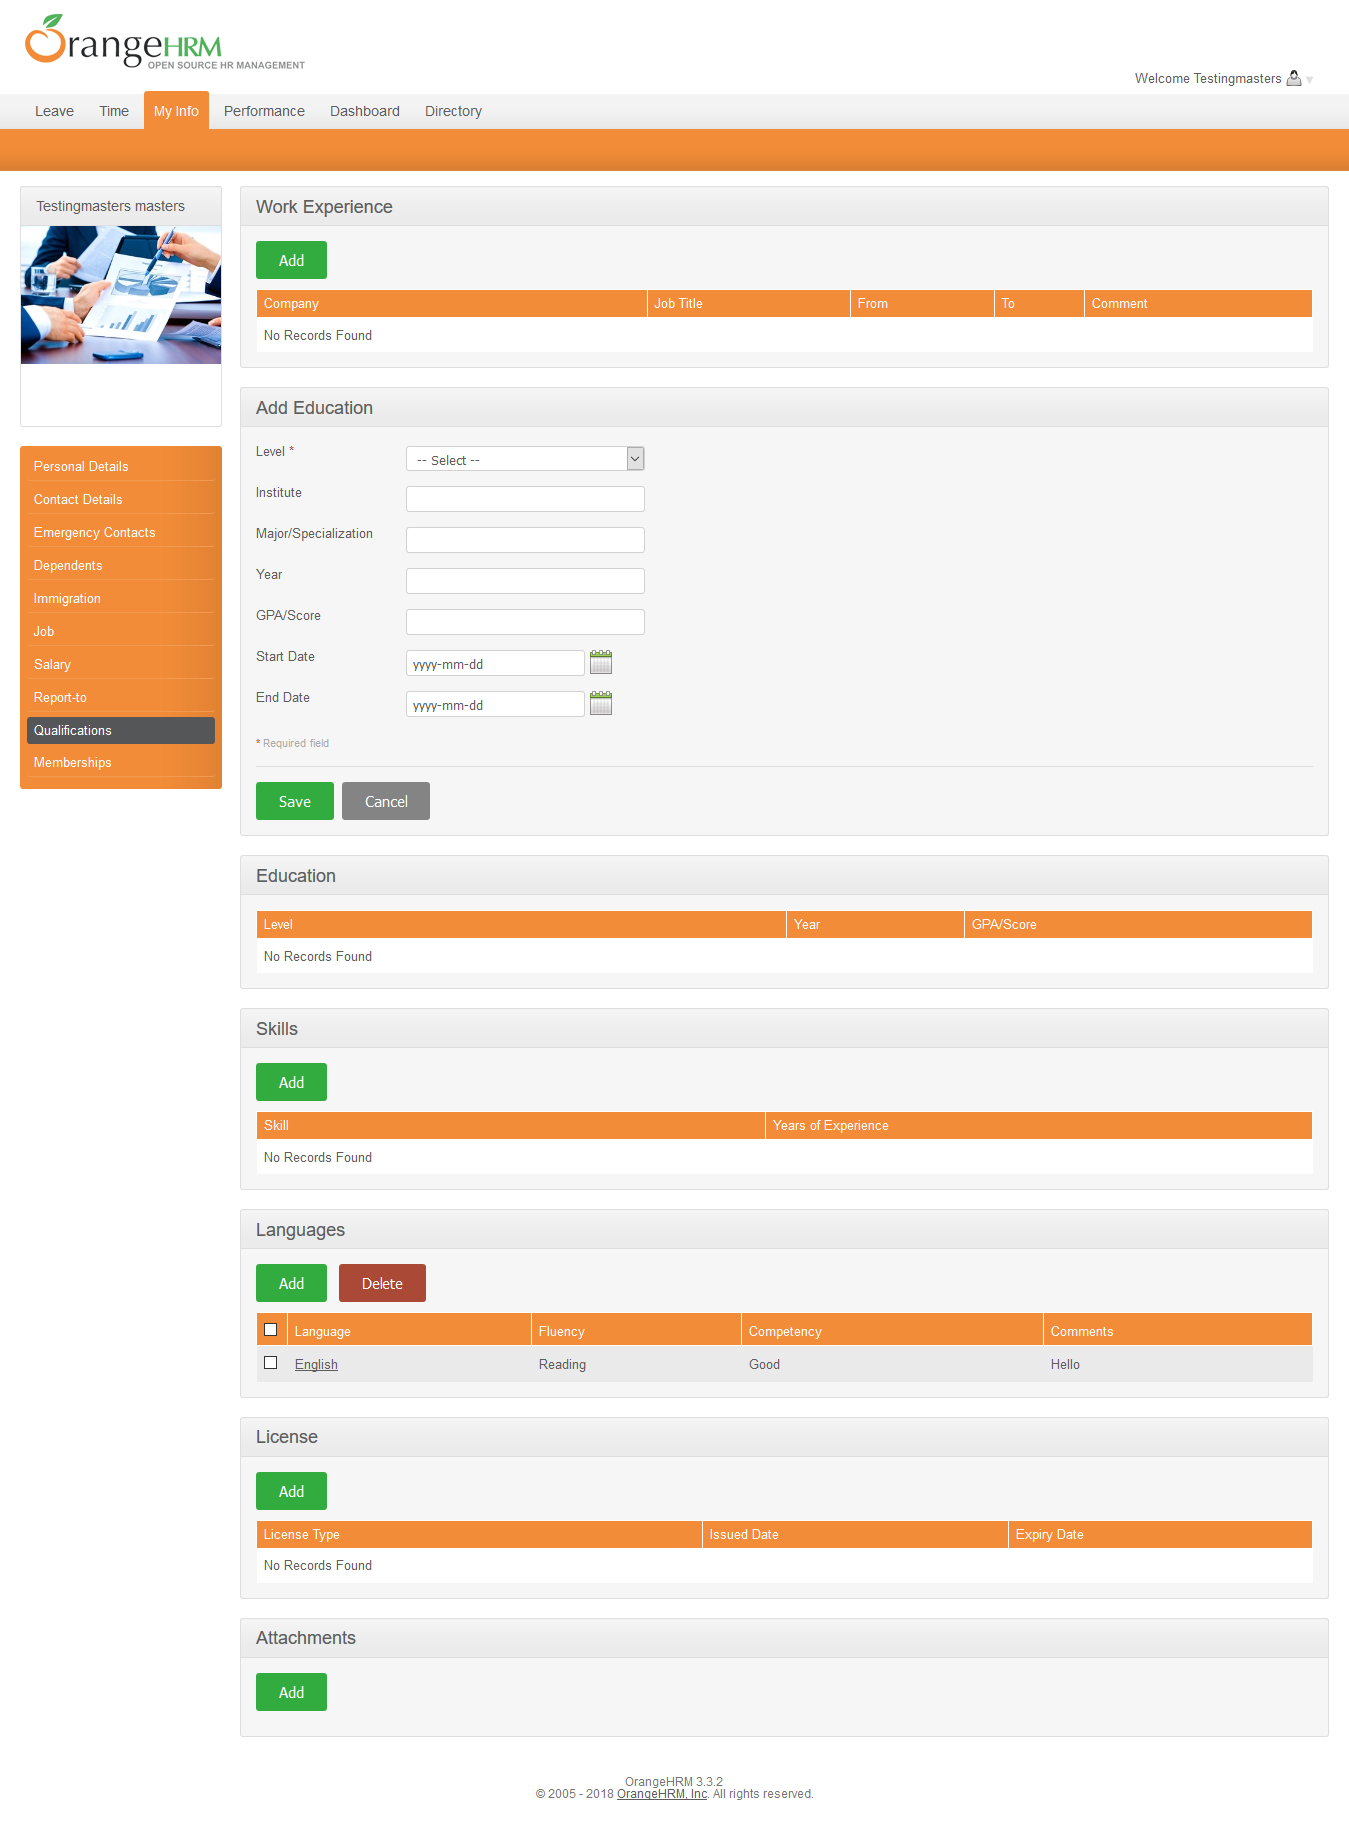 OrangeHRM
OPEN SOURCE HR MANAGEMENT
Welcome Testingmasters
Leave Time My Info Performance Dashboard Directory
Testingmasters masters
Personal Details
Contact Details
Emergency Contacts
Dependents
Immigration
Job
Salary
Report-to
Qualifications
Memberships
Work Experience
Add
Company Job Title From To Comment
No Records Found
Add Education
Level * -- Select --
Institute
Major/Specialization
Year
GPA/Score
Start Date yyyy-mm-dd
End Date yyyy-mm-dd
* Required field
Save Cancel
Education
Level Year GPA/Score
No Records Found
Skills
Add
Skill Years of Experience
No Records Found
Languages
Add Delete
Language Fluency Competency Comments
English Reading Good Hello
License
Add
License Type Issued Date Expiry Date
No Records Found
Attachments
Add
OrangeHRM 3.3.2
© 2005 - 2018 OrangeHRM, Inc. All rights reserved.